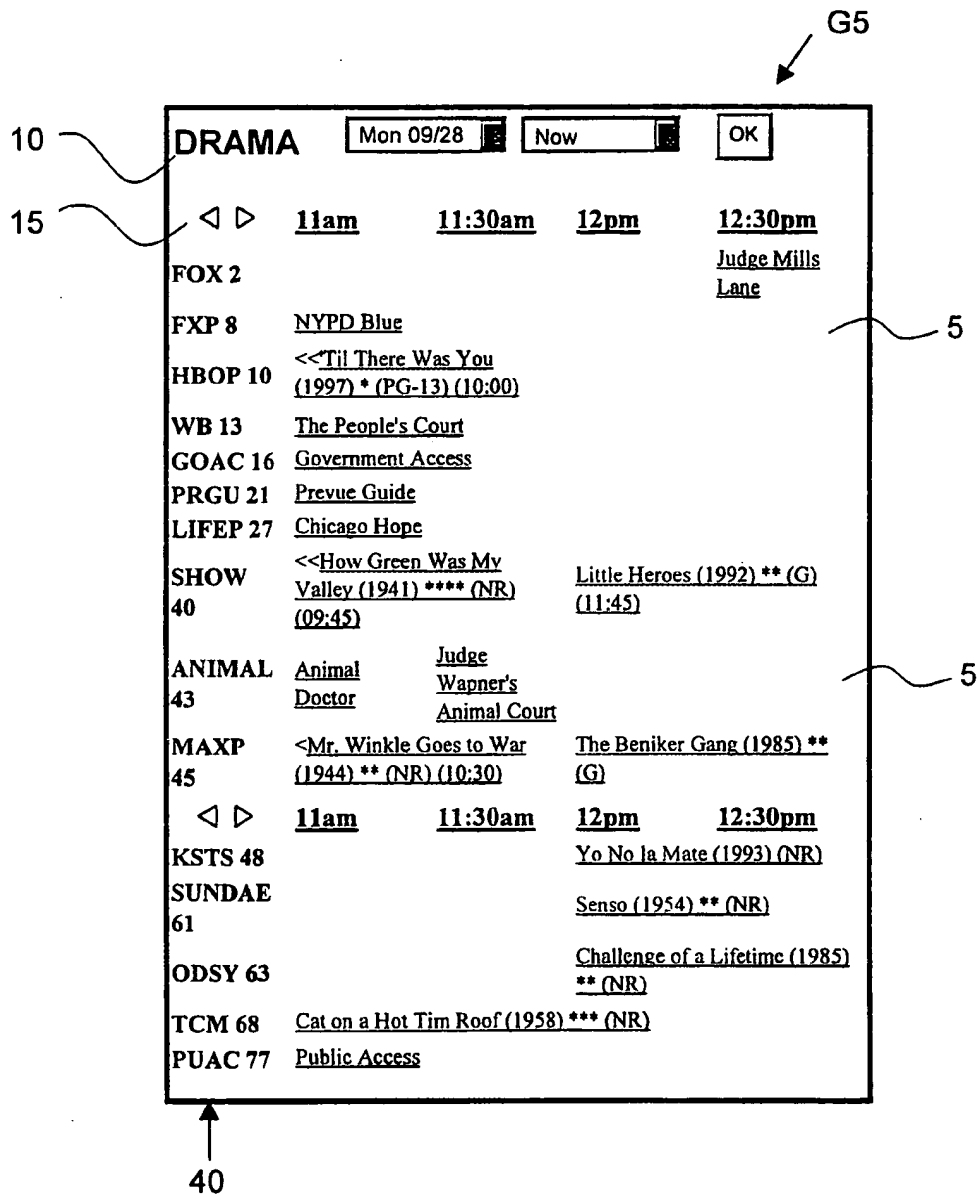 G5
10
DRAMA Mon 09/28 Now OK
15
11am 11:30am 12pm 12:30pm
FOX 2 Judge Mills
Lane
FXP 8 NYPD Blue
5
HBOP 10 <<'Til There Was You
(1997) * (PG-13) (10:00)
WB 13 The People's Court
GOAC 16 Government Access
PRGU 21 Prevue Guide
LIFEP 27 Chicago Hope
SHOW
40
<<How Green Was My
Valley (1941) **** (NR)
(09:45)
Little Heroes (1992) ** (G)
(11:45)
ANIMAL
43
Animal
Doctor
Judge
Wapner's
Animal Court
5
MAXP
45
<Mr. Winkle Goes to War
(1944) ** (NR) (10:30)
The Beniker Gang (1985) **
(G)
11am 11:30am 12pm 12:30pm
KSTS 48 Yo No la Mate (1993) (NR)
SUNDAE
61
Senso (1954) ** (NR)
ODSY 63 Challenge of a Lifetime (1985)
** (NR)
TCM 68 Cat on a Hot Tim Roof (1958) *** (NR)
PUAC 77 Public Access
40